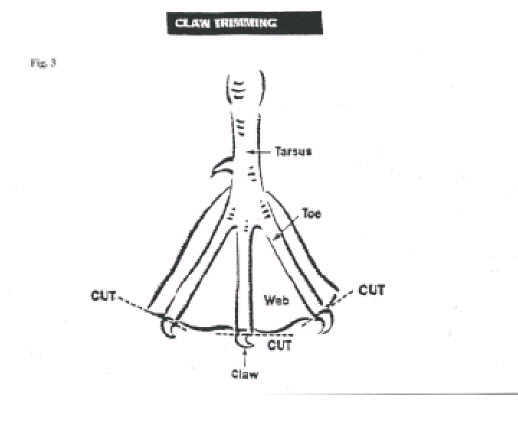 CLAW TRIMMING
Fig. 3
Tarsus
Toe
CUT
CUT
Web
CUT
Claw